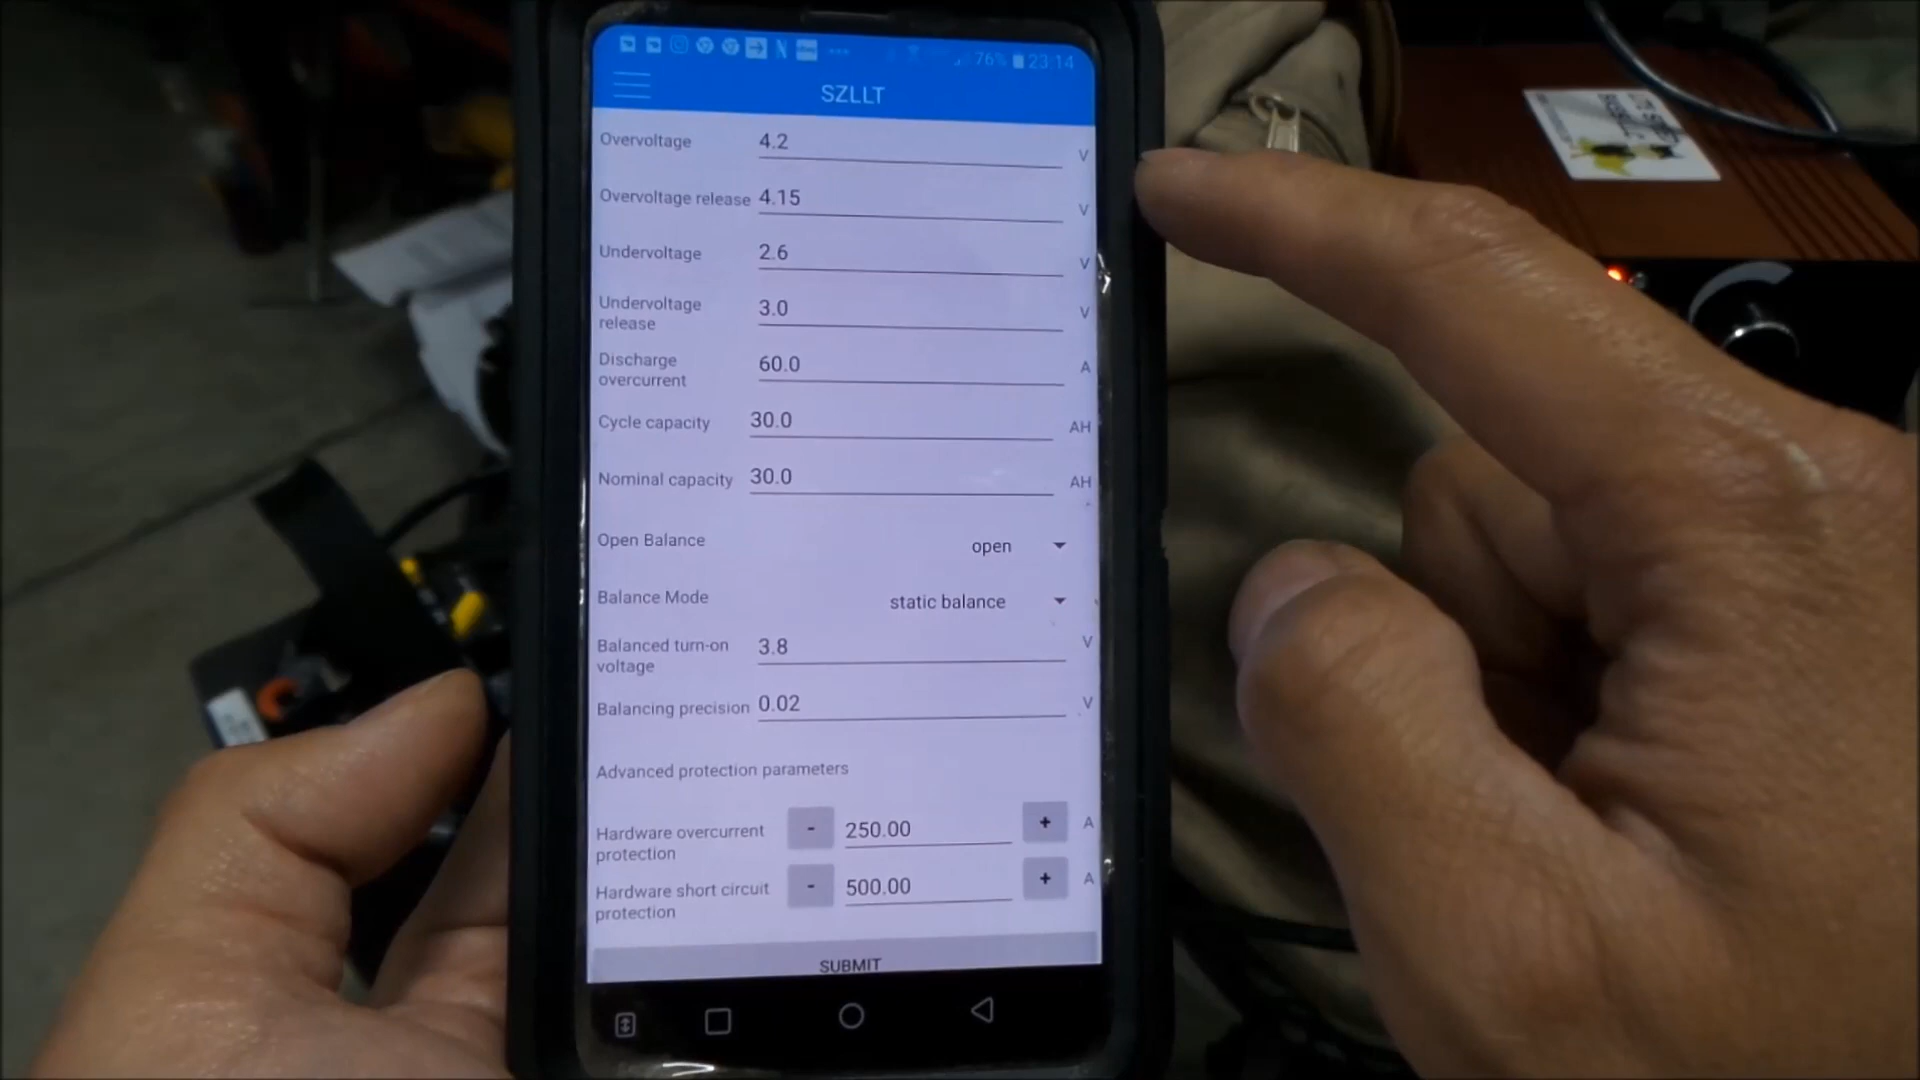 76% 23:14
SZLLT
Overvoltage 4.2 V
Overvoltage release 4.15 V
Undervoltage 2.6 V
Undervoltage
release 3.0 V
Discharge
overcurrent 60.0 A
Cycle capacity 30.0 AH
Nominal capacity 30.0 AH
Open Balance open
Balance Mode static balance
Balanced turn-on
voltage 3.8 V
Balancing precision 0.02 V
Advanced protection parameters
Hardware overcurrent
protection - 250.00 + A
Hardware short circuit
protection - 500.00 + A
SUBMIT